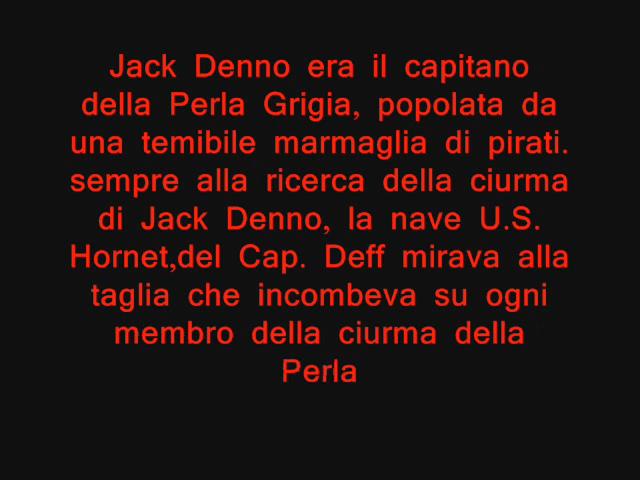 Jack Denno era il capitano
della Perla Grigia, popolata da
una temibile marmaglia di pirati.
sempre alla ricerca della ciurma
di Jack Denno, la nave U.S.
Hornet,del Cap. Deff mirava alla
taglia che incombeva su ogni
membro della ciurma della
Perla